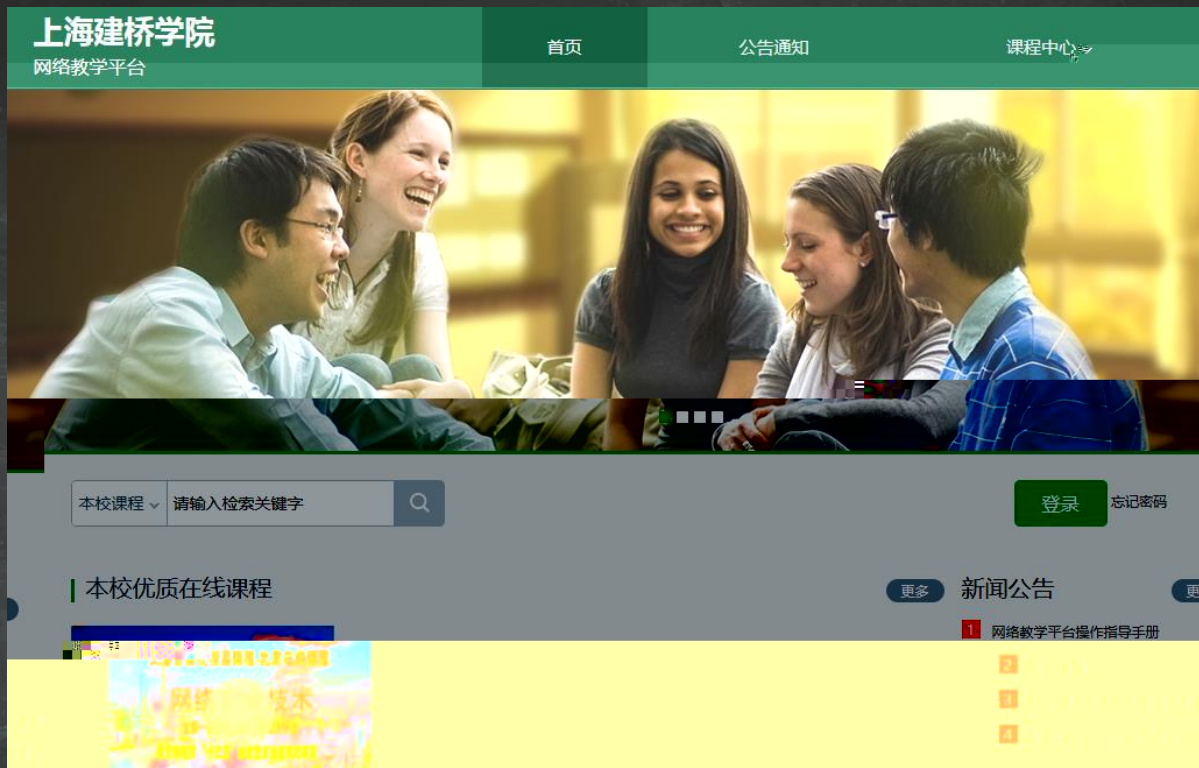 上海建桥学院
网络教学平台
首页
公告通知
课程中心
本校课程
请输入检索关键字
登录
忘记密码
本校优质在线课程
更多
新闻公告
1 网络教学平台操作指导手册
2
3
4